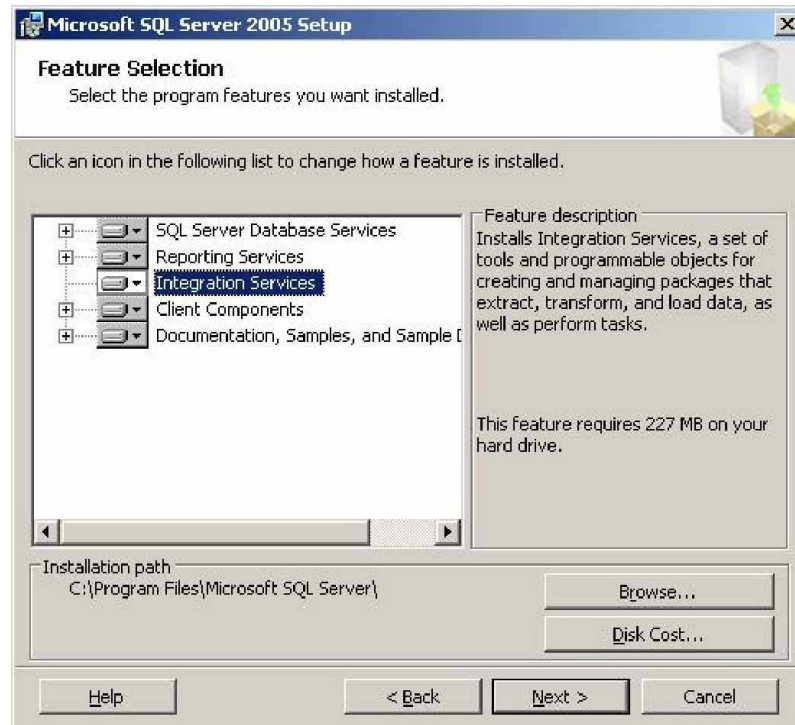 Microsoft SQL Server 2005 Setup
Feature Selection
Select the program features you want installed.
Click an icon in the following list to change how a feature is installed.
SQL Server Database Services
Reporting Services
Integration Services
Client Components
Documentation, Samples, and Sample
Feature description
Installs Integration Services, a set of
tools and programmable objects for
creating and managing packages that
extract, transform, and load data, as
well as perform tasks.
This feature requires 227 MB on your
hard drive.
Installation path
C:\Program Files\Microsoft SQL Server\
Browse...
Disk Cost...
Help
< Back
Next >
Cancel